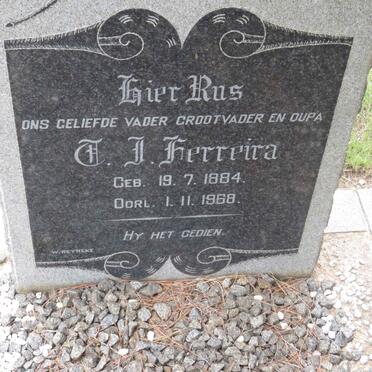 Hier Rus
ONS GELIEFDE VADER GROOTVADER EN OUPA
T. J. Ferreira
GEB. 19. 7. 1884.
OORL. 1. 11. 1968.
HY HET GEDIEN.
W. REYNEKE